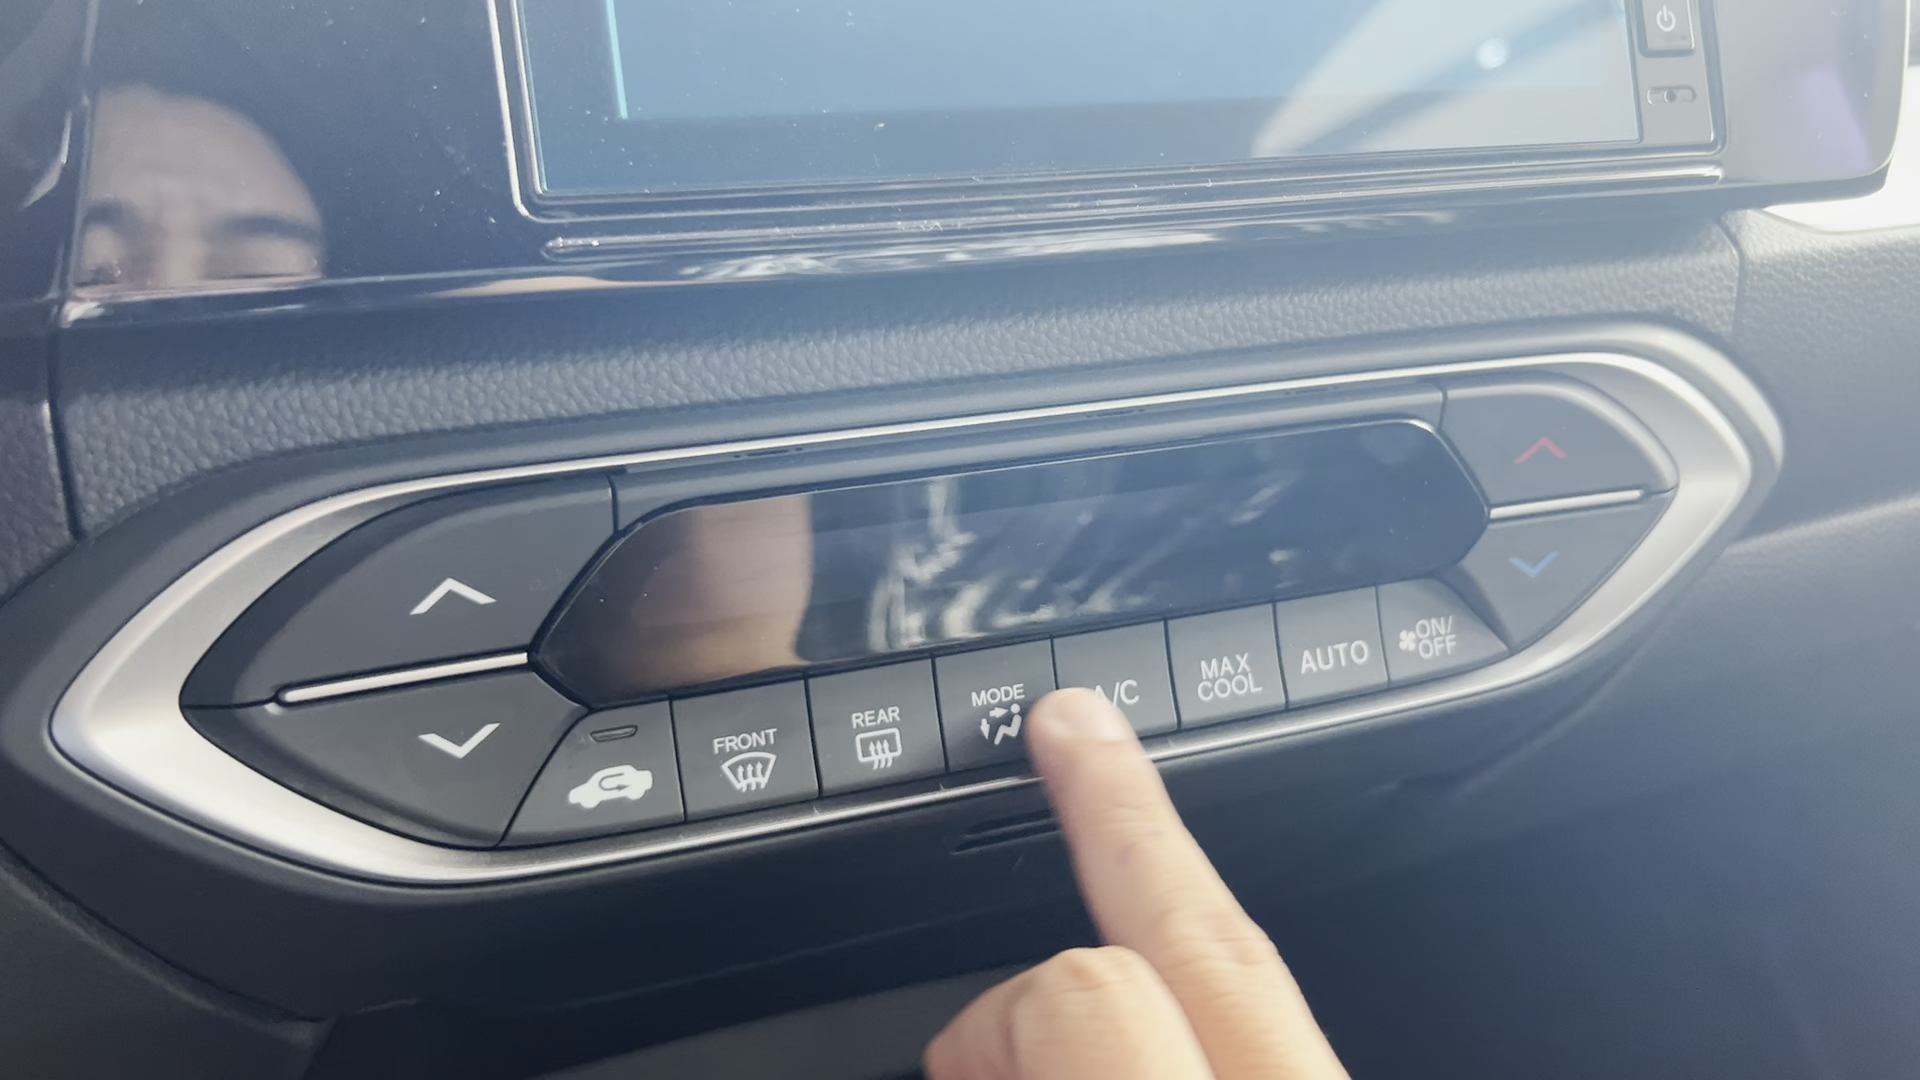 FRONT
REAR
MODE
A/C
MAX
COOL
AUTO
ON/
OFF